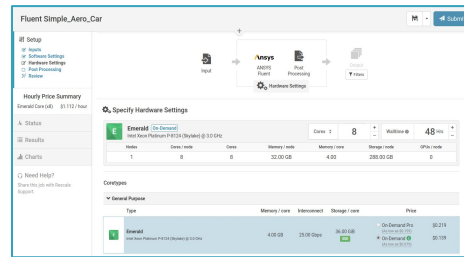 Fluent Simple_Aero_Car
Submit
Setup
Inputs
Software Settings
Hardware Settings
Post Processing
Review
Hourly Price Summary
Emerald Core (x8) $1.112 / hour
Status
Results
Charts
Need Help?
Share this job with Rescale Support.
Input
Ansys
ANSYS Fluent
Post Processing
Hardware Settings
Output
Filters
Specify Hardware Settings
E Emerald On-Demand
Intel Xeon Platinum P-8124 (Skylake) @ 3.0 GHz
Cores 8 Walltime 48 Hrs
Nodes Cores / node Cores Memory / node Memory / core Storage / node GPUs / node
1 8 8 32.00 GB 4.00 288.00 GB 0
Coretypes
General Purpose
Type Memory / core Interconnect Storage / core Price
E Emerald
Intel Xeon Platinum P-8124 (Skylake) @ 3.0 GHz
4.00 GB 25.00 Gbps 36.00 GB
On-Demand Pro $0.219
On-Demand $0.139